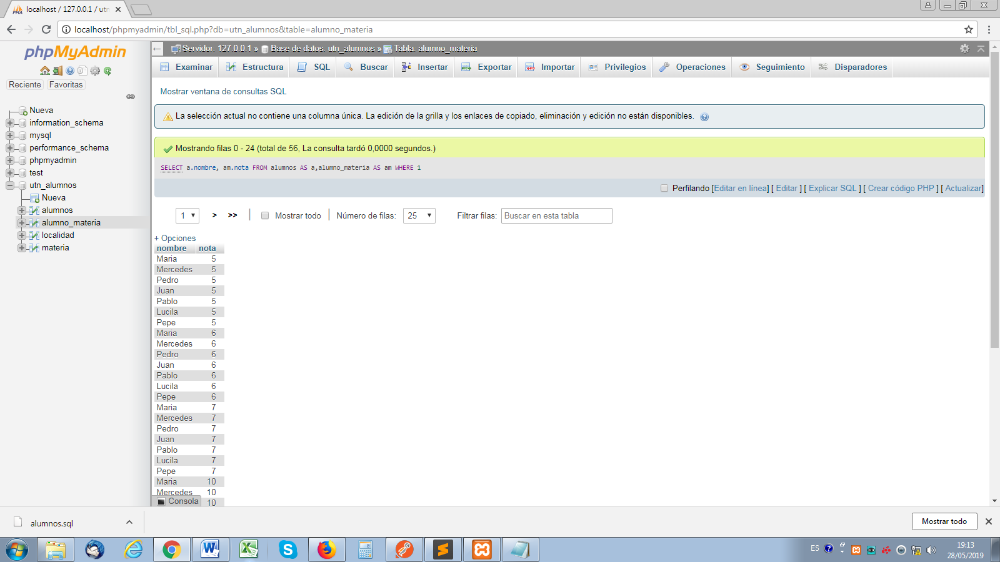 localhost / 127.0.0.1 / utn
localhost/phpmyadmin/tbl_sql.php?db=utn_alumnos&table=alumno_materia
phpMyAdmin
Reciente Favoritas
Nueva
information_schema
mysql
performance_schema
phpmyadmin
test
utn_alumnos
Nueva
alumnos
alumno_materia
localidad
materia
Servidor: 127.0.0.1 » Base de datos: utn_alumnos » Tabla: alumno_materia
Examinar Estructura SQL Buscar Insertar Exportar Importar Privilegios Operaciones Seguimiento Disparadores
Mostrar ventana de consultas SQL
La selección actual no contiene una columna única. La edición de la grilla y los enlaces de copiado, eliminación y edición no están disponibles.
Mostrando filas 0 - 24 (total de 56, La consulta tardó 0,0000 segundos.)
SELECT a.nombre, am.nota FROM alumnos AS a,alumno_materia AS am WHERE 1
Perfilando [Editar en línea] [ Editar ] [ Explicar SQL ] [ Crear código PHP ] [ Actualizar]
1 > >> | Mostrar todo | Número de filas: 25 Filtrar filas: Buscar en esta tabla
+ Opciones
nombre nota
Maria 5
Mercedes 5
Pedro 5
Juan 5
Pablo 5
Lucila 5
Pepe 5
Maria 6
Mercedes 6
Pedro 6
Juan 6
Pablo 6
Lucila 6
Pepe 6
Maria 7
Mercedes 7
Pedro 7
Juan 7
Pablo 7
Lucila 7
Pepe 7
Maria 10
Mercedes 10
10
Consola
alumnos.sql
Mostrar todo
ES
19:13
28/05/2019